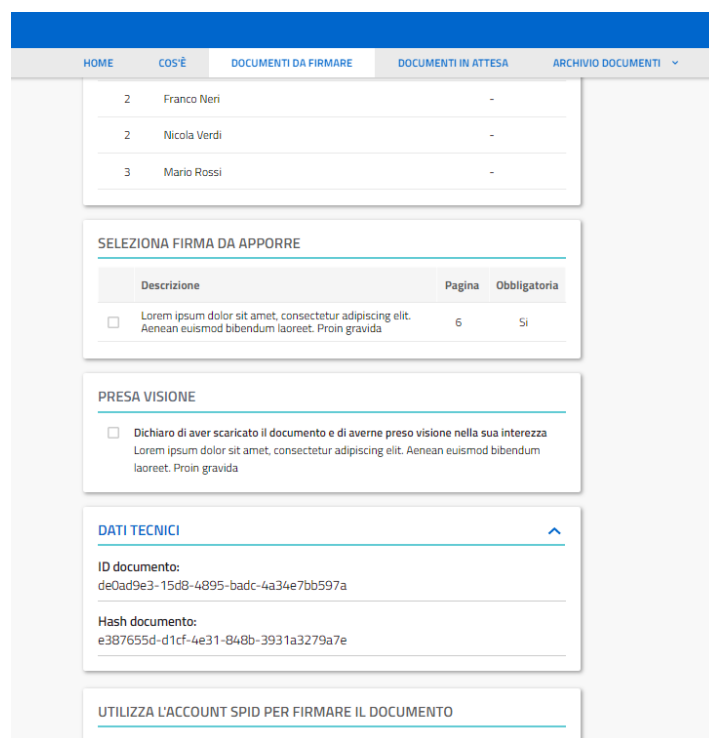 HOME COS'È DOCUMENTI DA FIRMARE DOCUMENTI IN ATTESA ARCHIVIO DOCUMENTI
2 Franco Neri -
2 Nicola Verdi -
3 Mario Rossi -
SELEZIONA FIRMA DA APPORRE
Descrizione Pagina Obbligatoria
Lorem ipsum dolor sit amet, consectetur adipiscing elit.
Aenean euismod bibendum laoreet. Proin gravida 6 Si
PRESA VISIONE
Dichiaro di aver scaricato il documento e di averne preso visione nella sua interezza
Lorem ipsum dolor sit amet, consectetur adipiscing elit. Aenean euismod bibendum
laoreet. Proin gravida
DATI TECNICI
ID documento:
de0ad9e3-15d8-4895-badc-4a34e7bb597a
Hash documento:
e387655d-d1cf-4e31-848b-3931a3279a7e
UTILIZZA L'ACCOUNT SPID PER FIRMARE IL DOCUMENTO